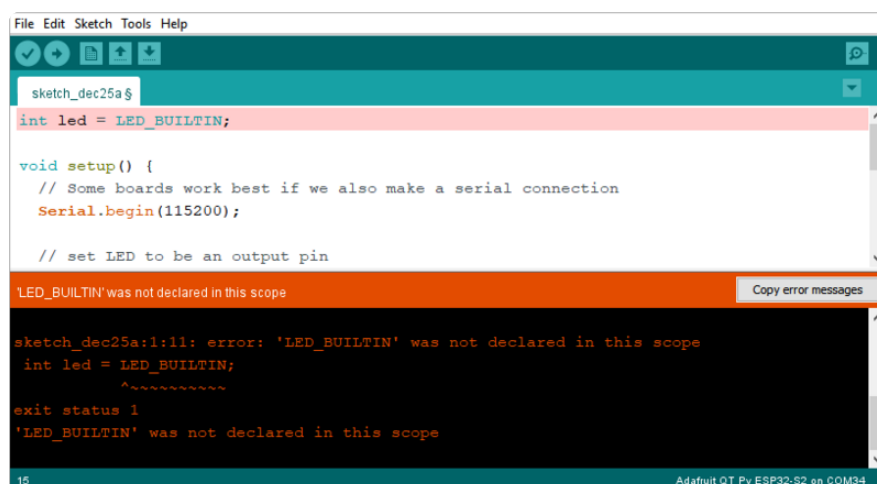 File Edit Sketch Tools Help
sketch_dec25a §
int led = LED_BUILTIN;
void setup() {
// Some boards work best if we also make a serial connection
Serial.begin(115200);
// set LED to be an output pin
'LED_BUILTIN' was not declared in this scope
Copy error messages
sketch_dec25a:1:11: error: 'LED_BUILTIN' was not declared in this scope
int led = LED_BUILTIN;
^~~~~~~~~~~
exit status 1
'LED_BUILTIN' was not declared in this scope
15
Adafruit QT Py ESP32-S2 on COM34